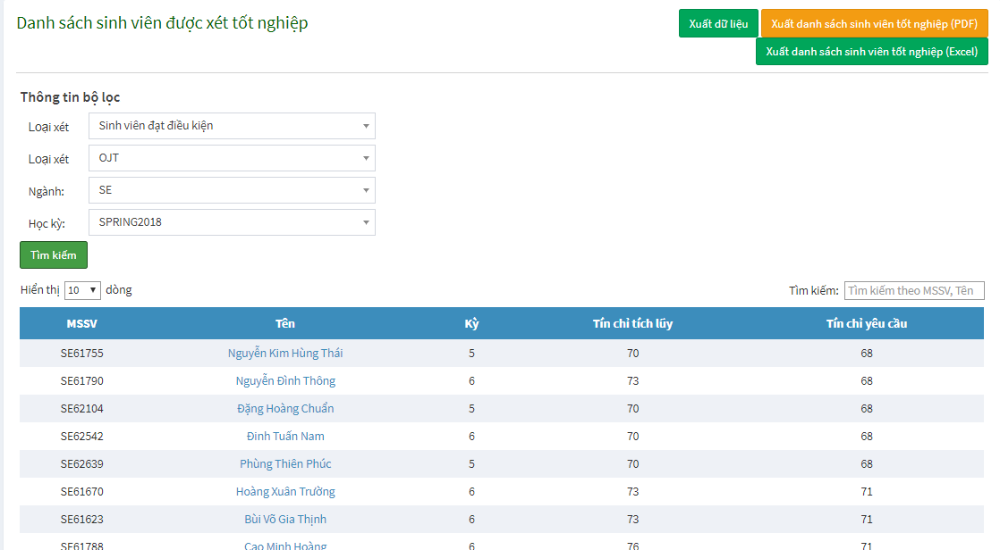 Danh sách sinh viên được xét tốt nghiệp
Xuất dữ liệu Xuất danh sách sinh viên tốt nghiệp (PDF)
Xuất danh sách sinh viên tốt nghiệp (Excel)
Thông tin bộ lọc
Loại xét Sinh viên đạt điều kiện
Loại xét OJT
Ngành: SE
Học kỳ: SPRING2018
Tìm kiếm
Hiển thị 10 dòng Tìm kiếm: Tìm kiếm theo MSSV, Tên
MSSV Tên Kỳ Tín chỉ tích lũy Tín chỉ yêu cầu
SE61755 Nguyễn Kim Hùng Thái 5 70 68
SE61790 Nguyễn Đình Thông 6 73 68
SE62104 Đặng Hoàng Chuẩn 5 70 68
SE62542 Đinh Tuấn Nam 6 70 68
SE62639 Phùng Thiên Phúc 5 70 68
SE61670 Hoàng Xuân Trường 6 73 71
SE61623 Bùi Võ Gia Thịnh 6 73 71
SE61788 Cao Minh Hoàng 6 76 71